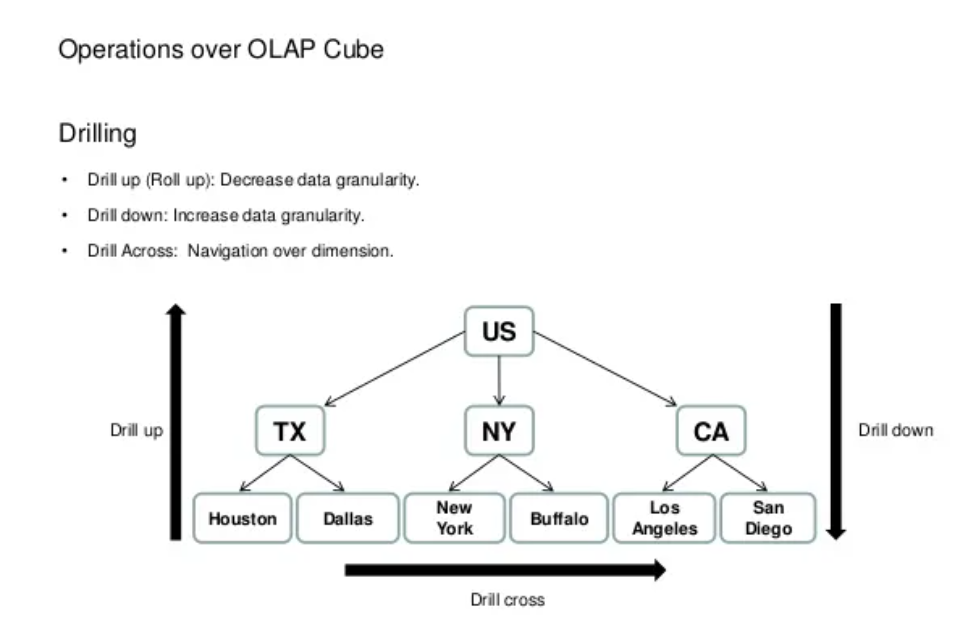 Operations over OLAP Cube
Drilling
• Drill up (Roll up): Decrease data granularity.
• Drill down: Increase data granularity.
• Drill Across: Navigation over dimension.
US
Drill up
TX
NY
CA
Drill down
Houston
Dallas
New
York
Buffalo
Los
Angeles
San
Diego
Drill cross